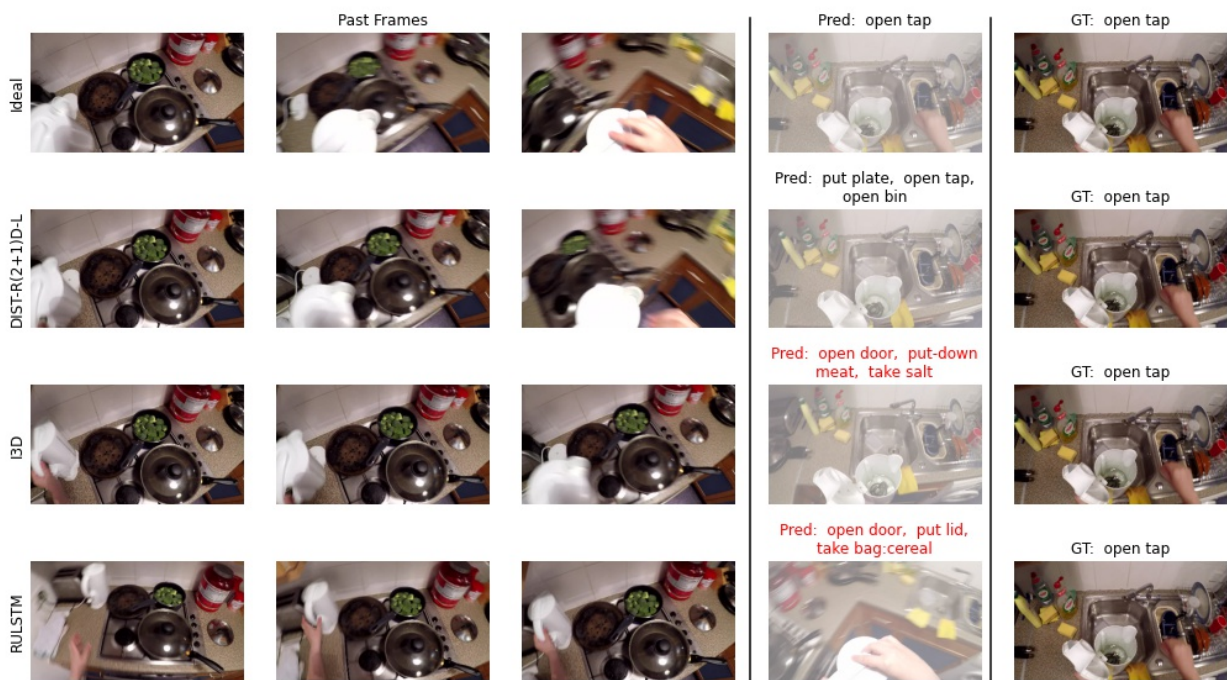 Past Frames
Pred: open tap
GT: open tap
Ideal
Pred: put plate, open tap,
open bin
GT: open tap
DIST-R(2+1)D-L
Pred: open door, put-down
meat, take salt
GT: open tap
I3D
Pred: open door, put lid,
take bag:cereal
GT: open tap
RULSTM